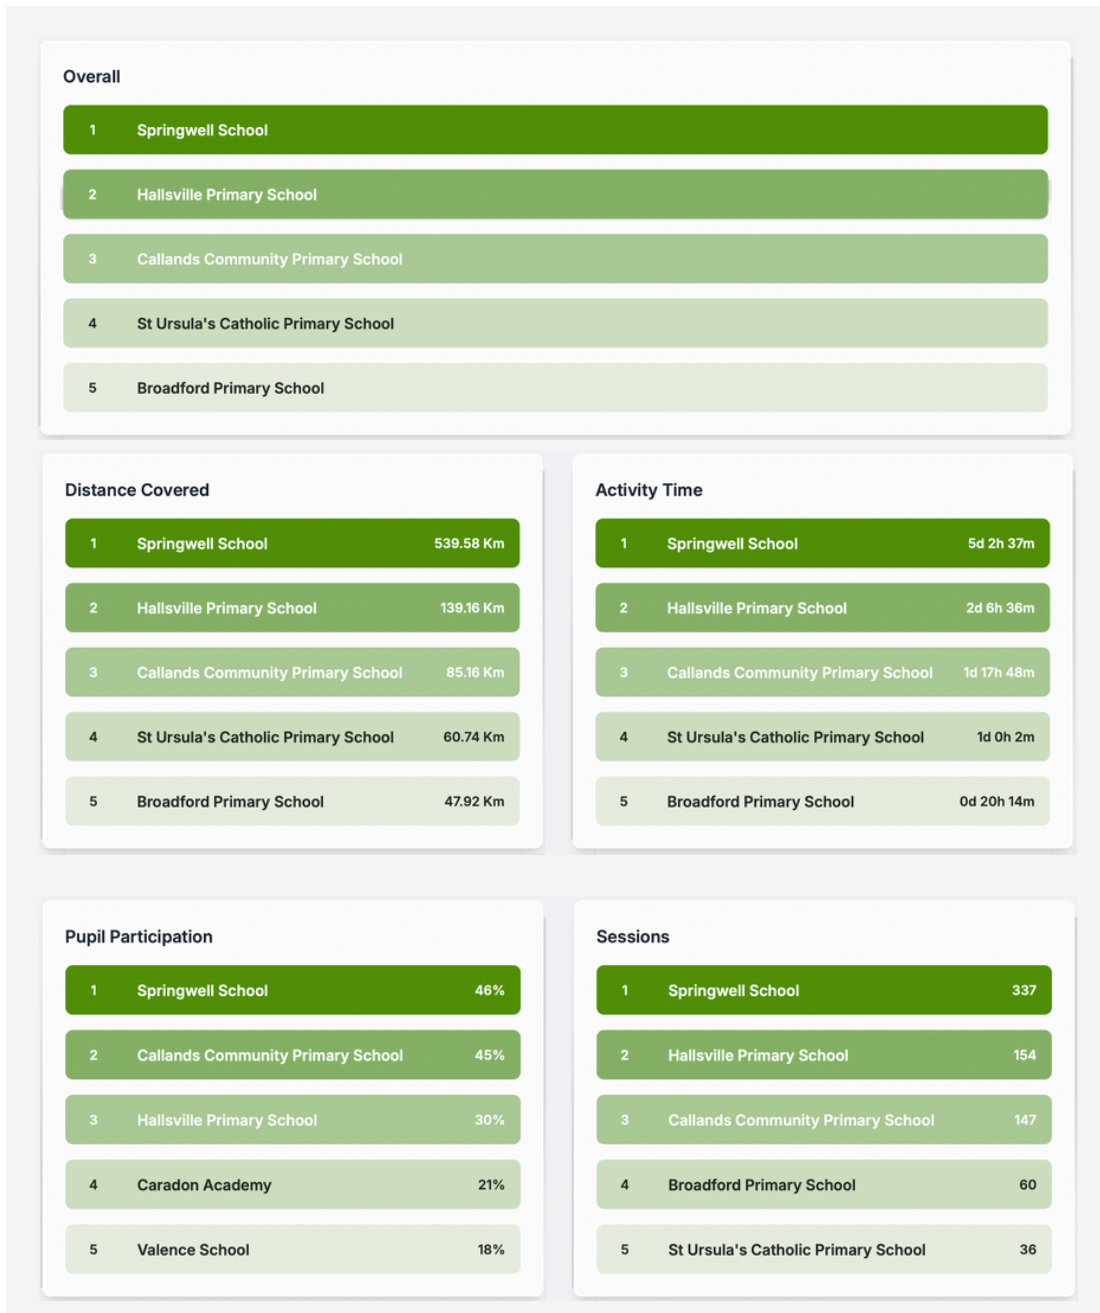 Overall
1 Springwell School
2 Hallsville Primary School
3 Callands Community Primary School
4 St Ursula's Catholic Primary School
5 Broadford Primary School
Distance Covered
1 Springwell School 539.58 Km
2 Hallsville Primary School 139.16 Km
3 Callands Community Primary School 85.16 Km
4 St Ursula's Catholic Primary School 60.74 Km
5 Broadford Primary School 47.92 Km
Activity Time
1 Springwell School 5d 2h 37m
2 Hallsville Primary School 2d 6h 36m
3 Callands Community Primary School 1d 17h 48m
4 St Ursula's Catholic Primary School 1d 0h 2m
5 Broadford Primary School 0d 20h 14m
Pupil Participation
1 Springwell School 46%
2 Callands Community Primary School 45%
3 Hallsville Primary School 30%
4 Caradon Academy 21%
5 Valence School 18%
Sessions
1 Springwell School 337
2 Hallsville Primary School 154
3 Callands Community Primary School 147
4 Broadford Primary School 60
5 St Ursula's Catholic Primary School 36